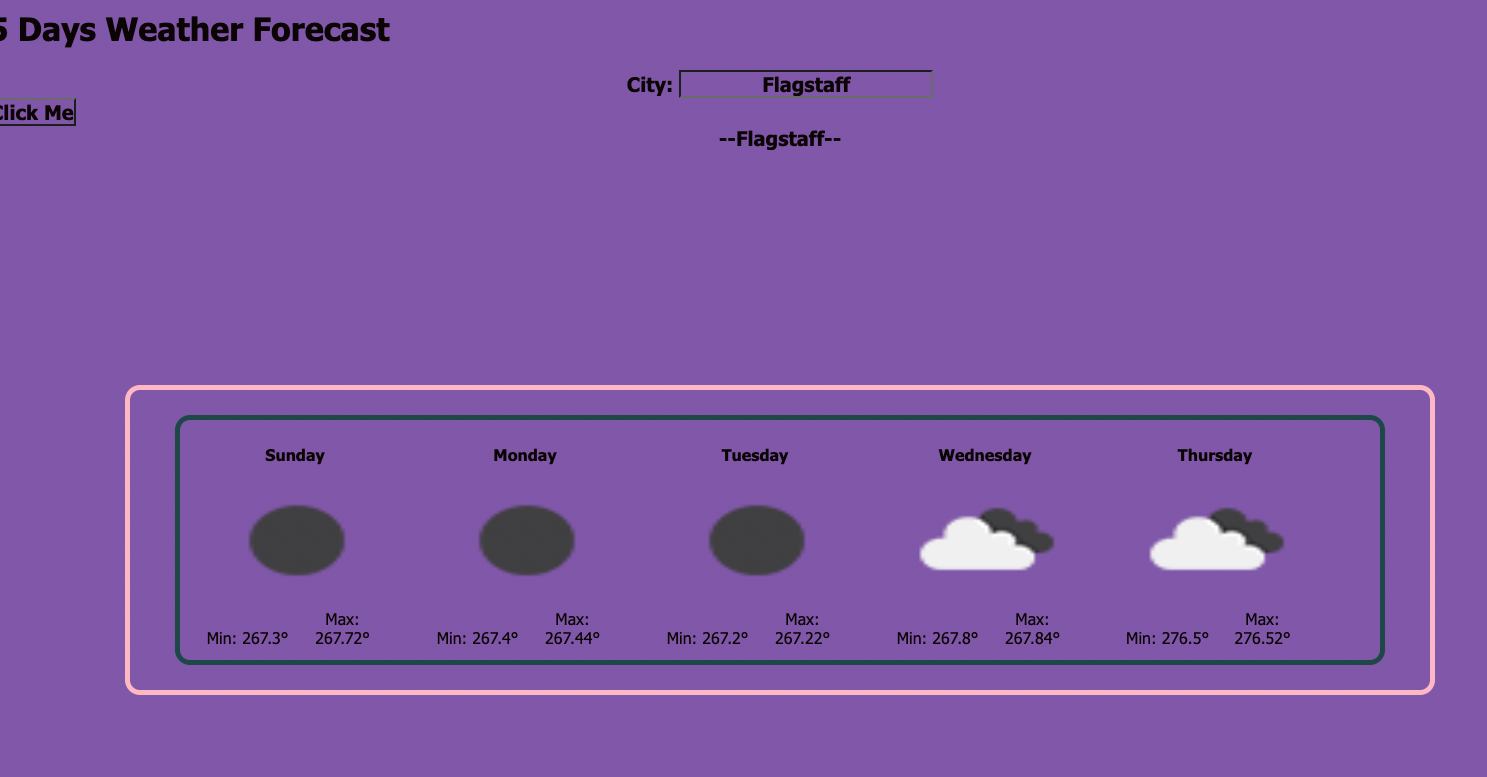 5 Days Weather Forecast
City: Flagstaff
Click Me
--Flagstaff--
Sunday Monday Tuesday Wednesday Thursday
Max: Max: Max: Max: Max:
Min: 267.3° 267.72° Min: 267.4° 267.44° Min: 267.2° 267.22° Min: 267.8° 267.84° Min: 276.5° 276.52°